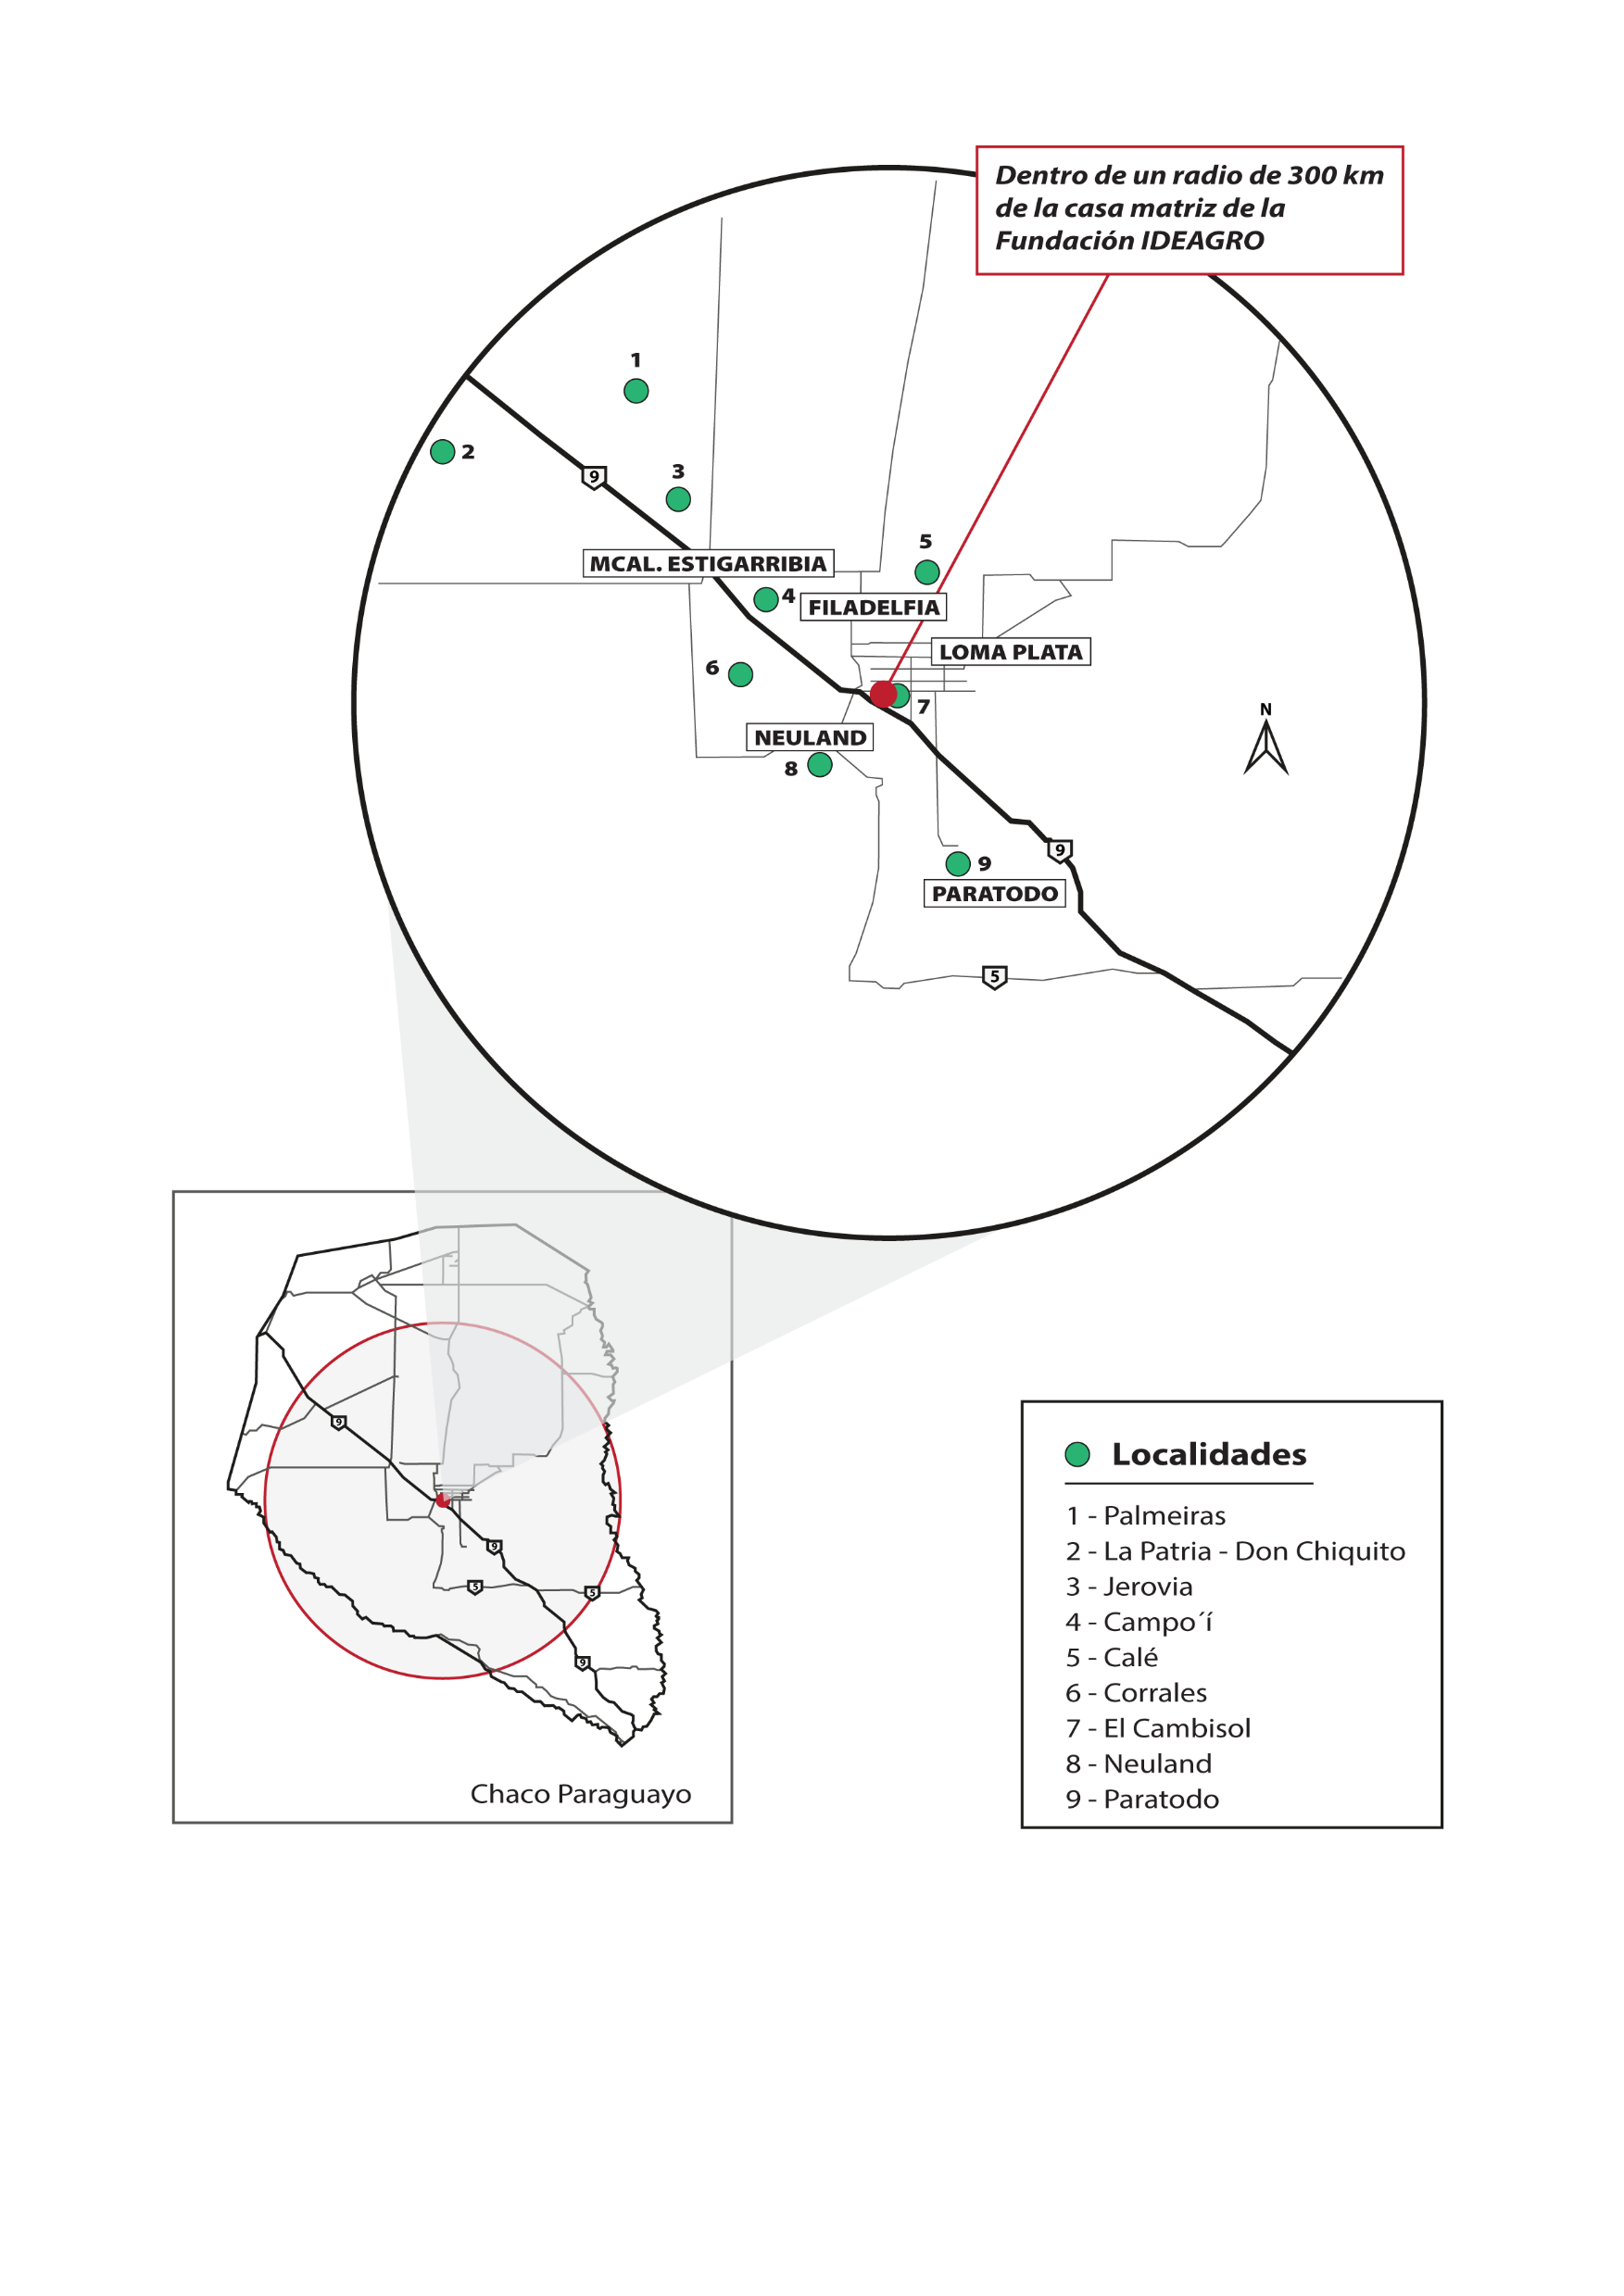 Dentro de un radio de 300 km
de la casa matriz de la
Fundación IDEAGRO
1
2
9
3
MCAL. ESTIGARRIBIA
5
4
FILADELFIA
LOMA PLATA
6
7
N
NEULAND
8
9
9
PARATODO
5
9
9
5
5
9
Chaco Paraguayo
Localidades
1 - Palmeiras
2 - La Patria - Don Chiquito
3 - Jerovia
4 - Campo´í
5 - Calé
6 - Corrales
7 - El Cambisol
8 - Neuland
9 - Paratodo